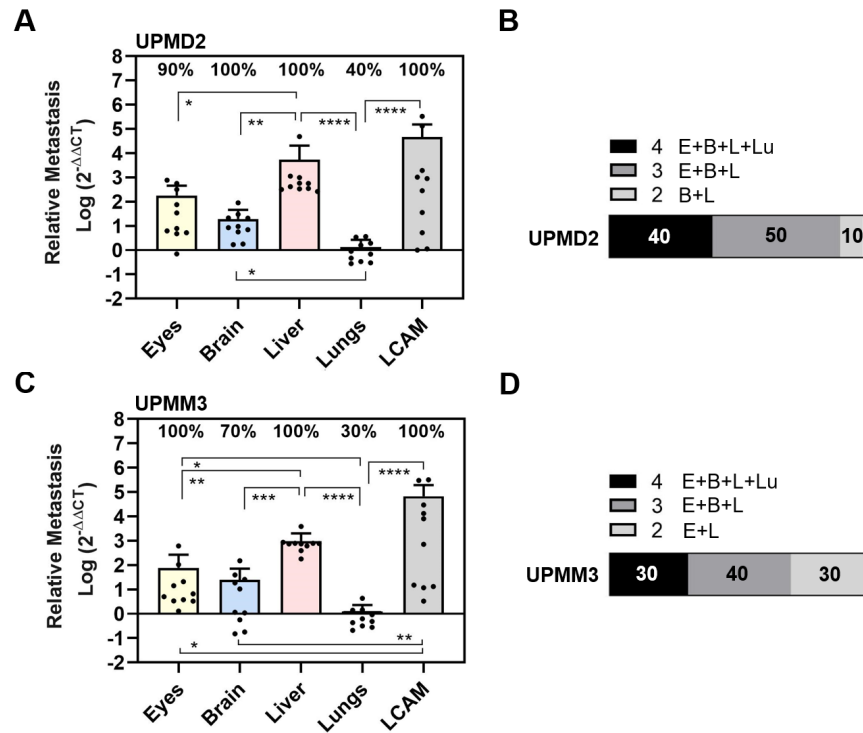 A
UPMD2
Relative Metastasis
Log (2^-ΔΔCT)
8
7
6
5
4
3
2
1
0
-1
-2
90% 100% 100% 40% 100%
*
** **** ****
*
Eyes Brain Liver Lungs LCAM
B
4 E+B+L+Lu
3 E+B+L
2 B+L
UPMD2 40 50 10
C
UPMM3
Relative Metastasis
Log (2^-ΔΔCT)
8
7
6
5
4
3
2
1
0
-1
-2
100% 70% 100% 30% 100%
* ****
**
*** ****
**
*
Eyes Brain Liver Lungs LCAM
D
4 E+B+L+Lu
3 E+B+L
2 E+L
UPMM3 30 40 30